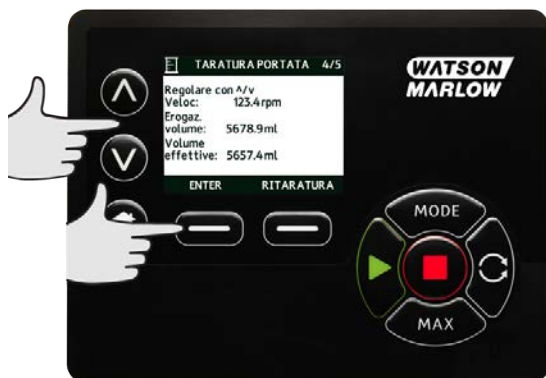 TARATURA PORTATA 4/5
WATSON
MARLOW
Regolare con ^/v
Veloc: 123.4rpm
Erogaz.
volume: 5678.9ml
Volume
effettive: 5657.4ml
ENTER RITARATURA
MODE
MAX